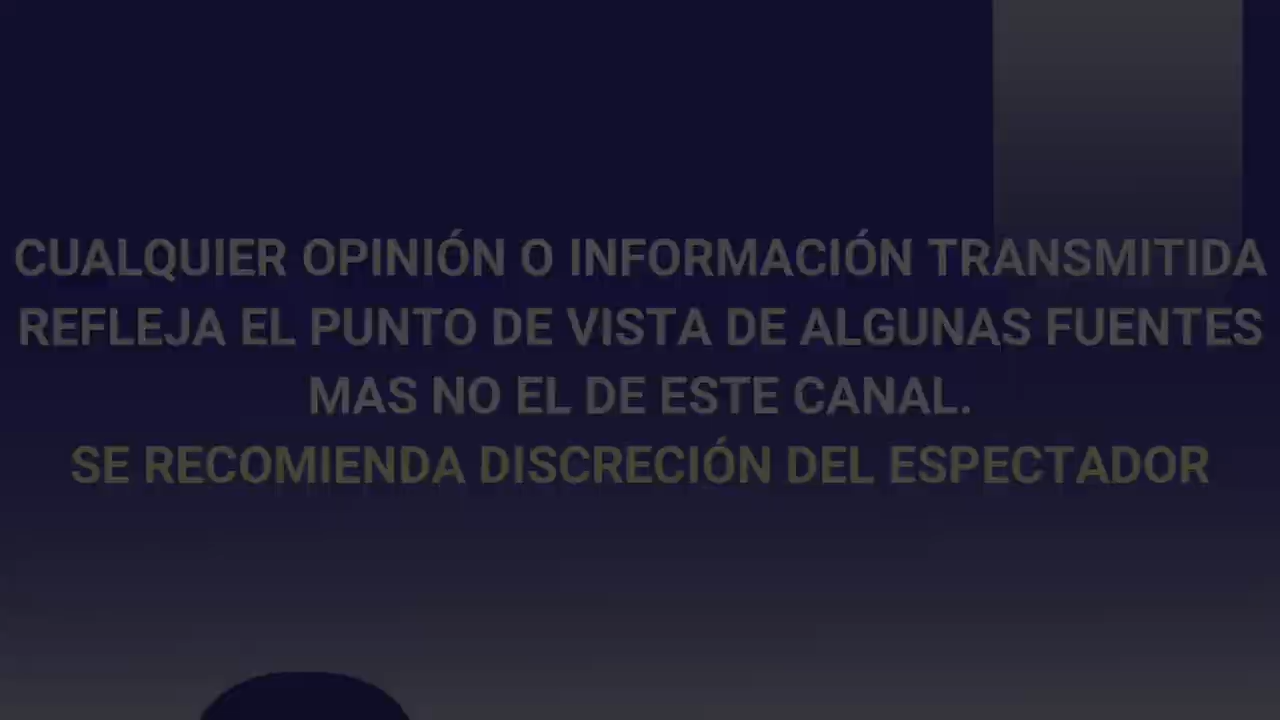 CUALQUIER OPINIÓN O INFORMACIÓN TRANSMITIDA
REFLEJA EL PUNTO DE VISTA DE ALGUNAS FUENTES
MAS NO EL DE ESTE CANAL.
SE RECOMIENDA DISCRECIÓN DEL ESPECTADOR